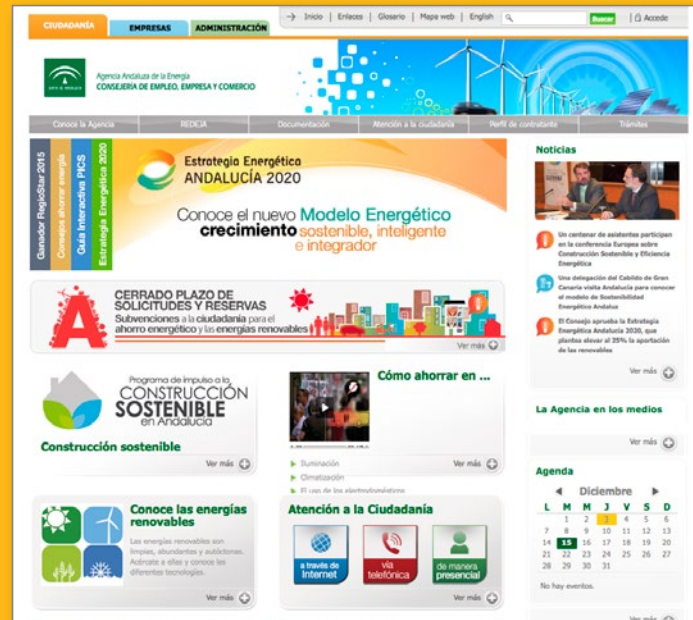 CIUDADANÍA
EMPRESAS
ADMINISTRACIÓN
Inicio | Enlaces | Glosario | Mapa web | English
Buscar
Accede
JUNTA DE ANDALUCIA
Agencia Andaluza de la Energía
CONSEJERÍA DE EMPLEO, EMPRESA Y COMERCIO
Conoce la Agencia
REDEJA
Documentación
Atención a la ciudadanía
Perfil de contratante
Trámites
Ganador RegioStar 2015
Consejos ahorrar energía
Guía Interactiva PICS
Estrategia Energética 2020
Estrategia Energética
ANDALUCÍA 2020
Conoce el nuevo Modelo Energético
crecimiento sostenible, inteligente
e integrador
CERRADO PLAZO DE
SOLICITUDES Y RESERVAS
Subvenciones a la ciudadanía para el
ahorro energético y las energías renovables
Ver más
Programa de impulso a la
CONSTRUCCIÓN
SOSTENIBLE
en Andalucía
Construcción sostenible
Ver más
Cómo ahorrar en ...
Iluminación
Climatización
El uso de los electrodomésticos
Ver más
Conoce las energías
renovables
Las energías renovables son
limpias, abundantes y autóctonas.
Acércate a ellas y conoce las
diferentes tecnologías.
Ver más
Atención a la Ciudadanía
a través de
Internet
vía
telefónica
de manera
presencial
Ver más
Noticias
Un centenar de asistentes participan
en la conferencia Europea sobre
Construcción Sostenible y Eficiencia
Energética
Una delegación del Cabildo de Gran
Canaria visita Andalucía para conocer
el modelo de Sostenibilidad
Energética Andaluz
El Consejo aprueba la Estrategia
Energética Andalucía 2020, que
plantea elevar al 25% la aportación
de las renovables
Ver más
La Agencia en los medios
Ver más
Agenda
Diciembre
L M M J V S D
1 2 3 4 5 6
7 8 9 10 11 12 13
14 15 16 17 18 19 20
21 22 23 24 25 26 27
28 29 30 31
No hay eventos.
Ver más